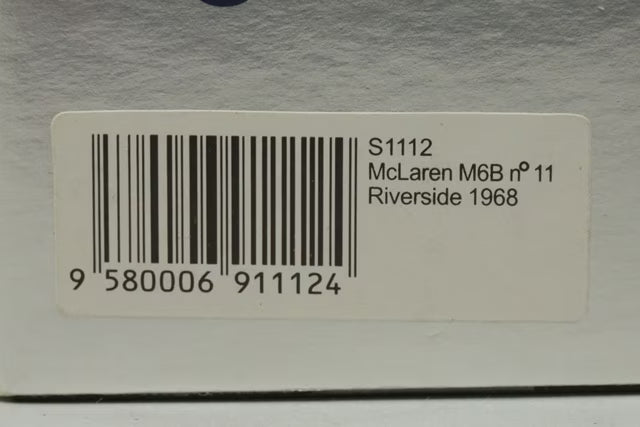 S1112
McLaren M6B nº 11
Riverside 1968
9 580006 911124